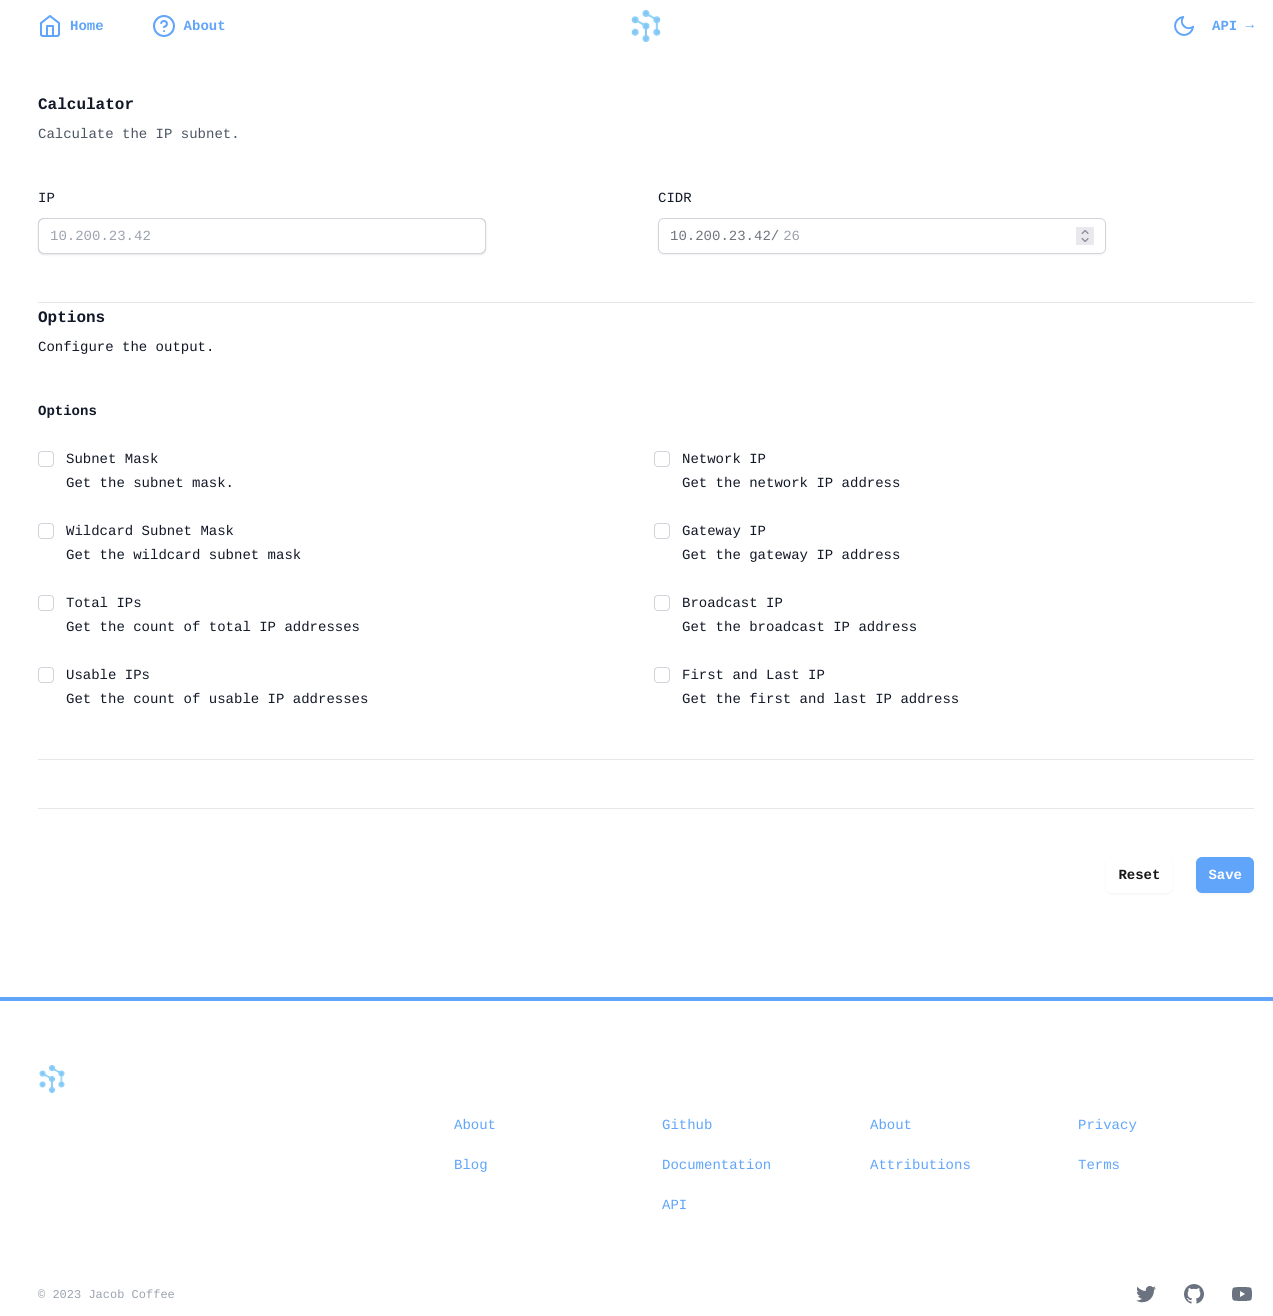 Home
About
API →
Calculator
Calculate the IP subnet.
IP
CIDR
10.200.23.42
10.200.23.42/ 26
Options
Configure the output.
Options
Subnet Mask
Get the subnet mask.
Network IP
Get the network IP address
Wildcard Subnet Mask
Get the wildcard subnet mask
Gateway IP
Get the gateway IP address
Total IPs
Get the count of total IP addresses
Broadcast IP
Get the broadcast IP address
Usable IPs
Get the count of usable IP addresses
First and Last IP
Get the first and last IP address
Reset
Save
About
Github
About
Privacy
Blog
Documentation
Attributions
Terms
API
© 2023 Jacob Coffee